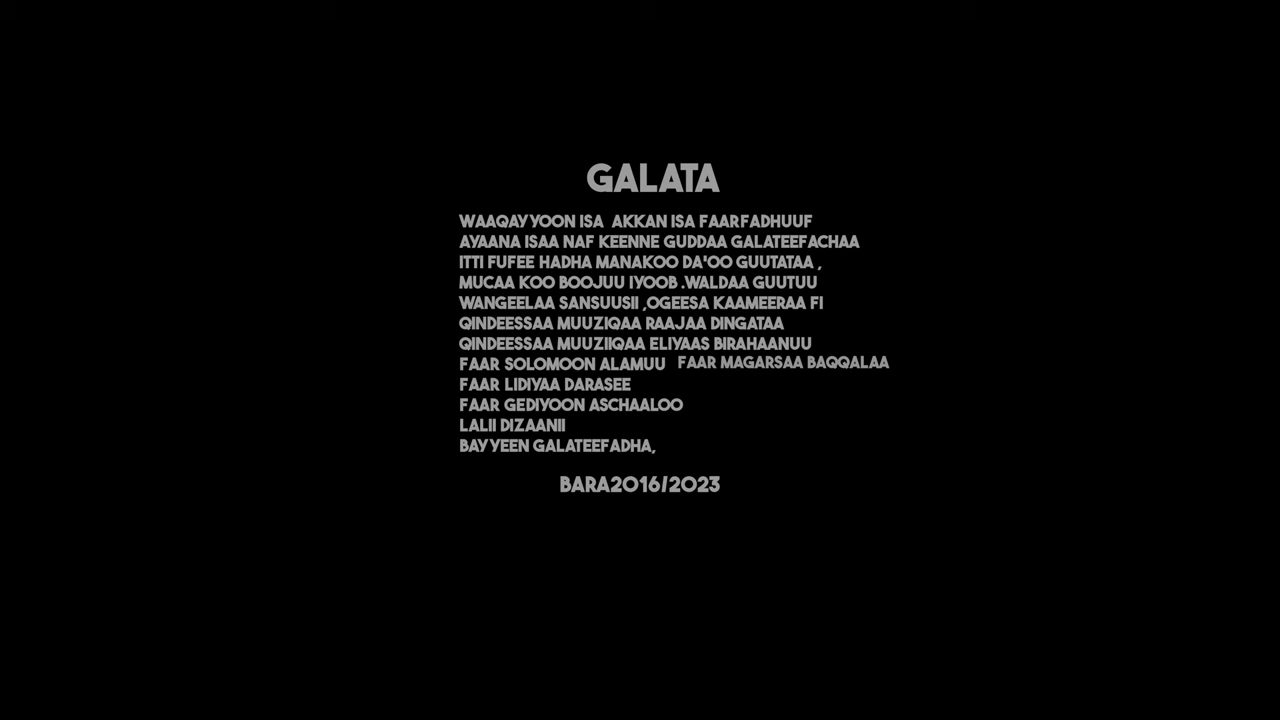 GALATA
WAAQAYYOON ISA AKKAN ISA FAARFADHUUF
AYAANA ISAA NAF KEENNE GUDDAA GALATEEFACHAA
ITTI FUFEE HADHA MANAKOO DA'OO GUUTATAA ,
MUCAA KOO BOOJUU IYOOB .WALDAA GUUTUU
WANGEELAA SANSUUSII ,OGEESA KAAMEERAA FI
QINDEESSAA MUUZIQAA RAAJAA DINGATAA
QINDEESSAA MUUZIIQAA ELIYAAS BIRAHAANUU
FAAR SOLOMOON ALAMUU FAAR MAGARSAA BAQQALAA
FAAR LIDIYAA DARASEE
FAAR GEDIYOON ASCHAALOO
LALII DIZAANII
BAYYEEN GALATEEFADHA,
BARA2016/2023